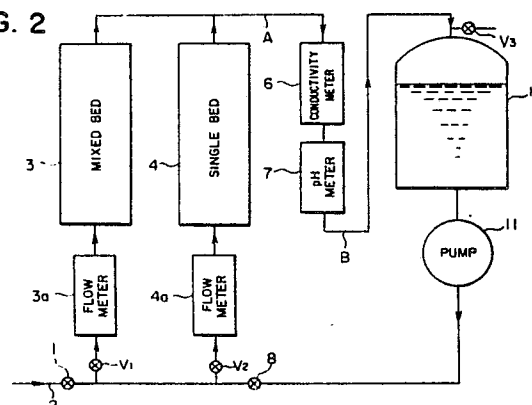 G. 2
A
V3
MIXED BED
SINGLE BED
6
CONDUCTIVITY METER
3
4
7
pH METER
B
11
PUMP
3a
FLOW METER
4a
FLOW METER
1
V1
V2
8